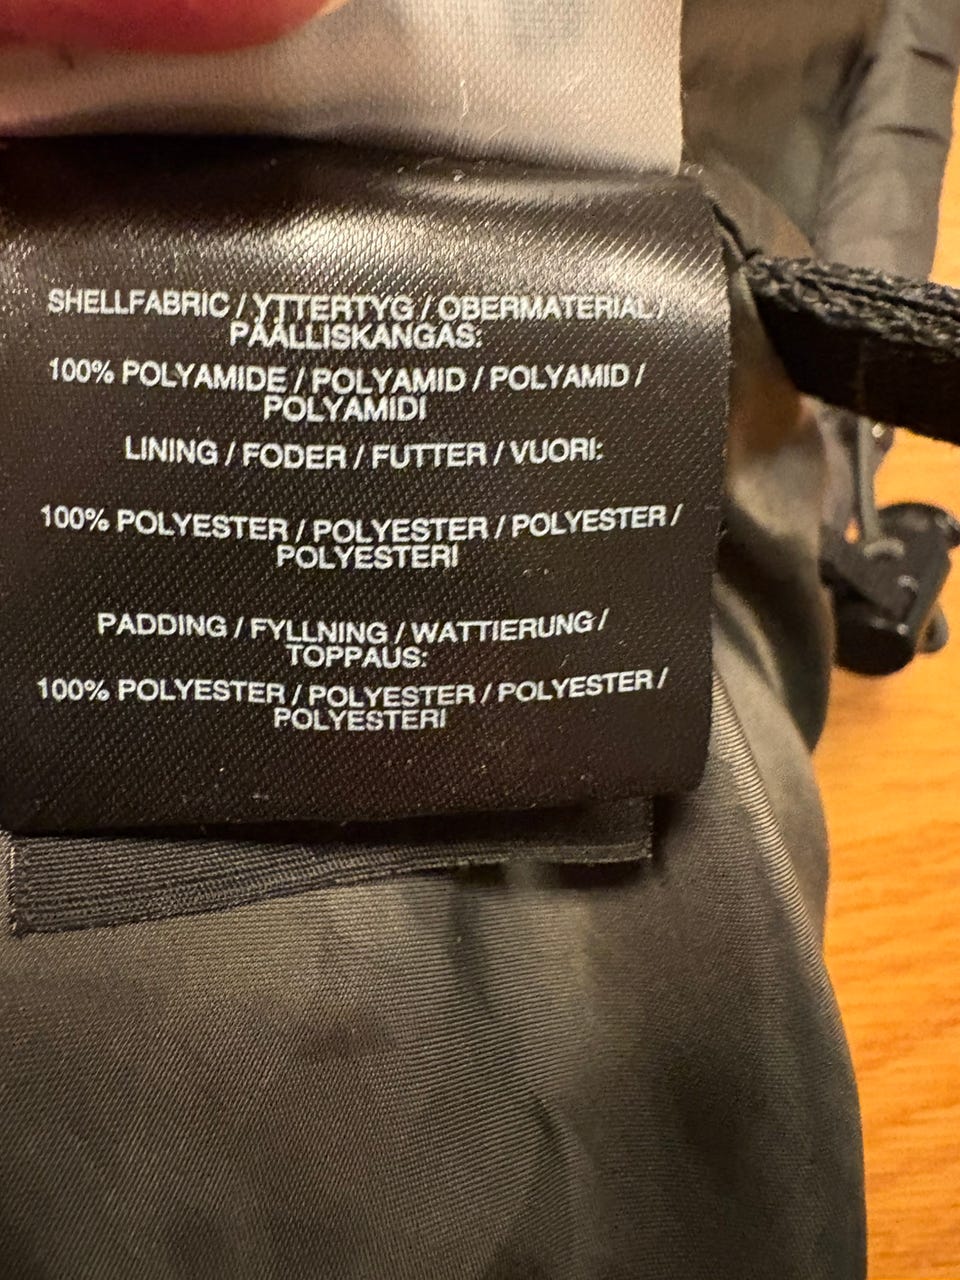 SHELLFABRIC / YTTERTYG / OBERMATERIAL /
PÄÄLLISKANGAS:
100% POLYAMIDE / POLYAMID / POLYAMID /
POLYAMIDI
LINING / FODER / FUTTER / VUORI:
100% POLYESTER / POLYESTER / POLYESTER /
POLYESTERI
PADDING / FYLLNING / WATTIERUNG /
TOPPAUS:
100% POLYESTER / POLYESTER / POLYESTER /
POLYESTERI